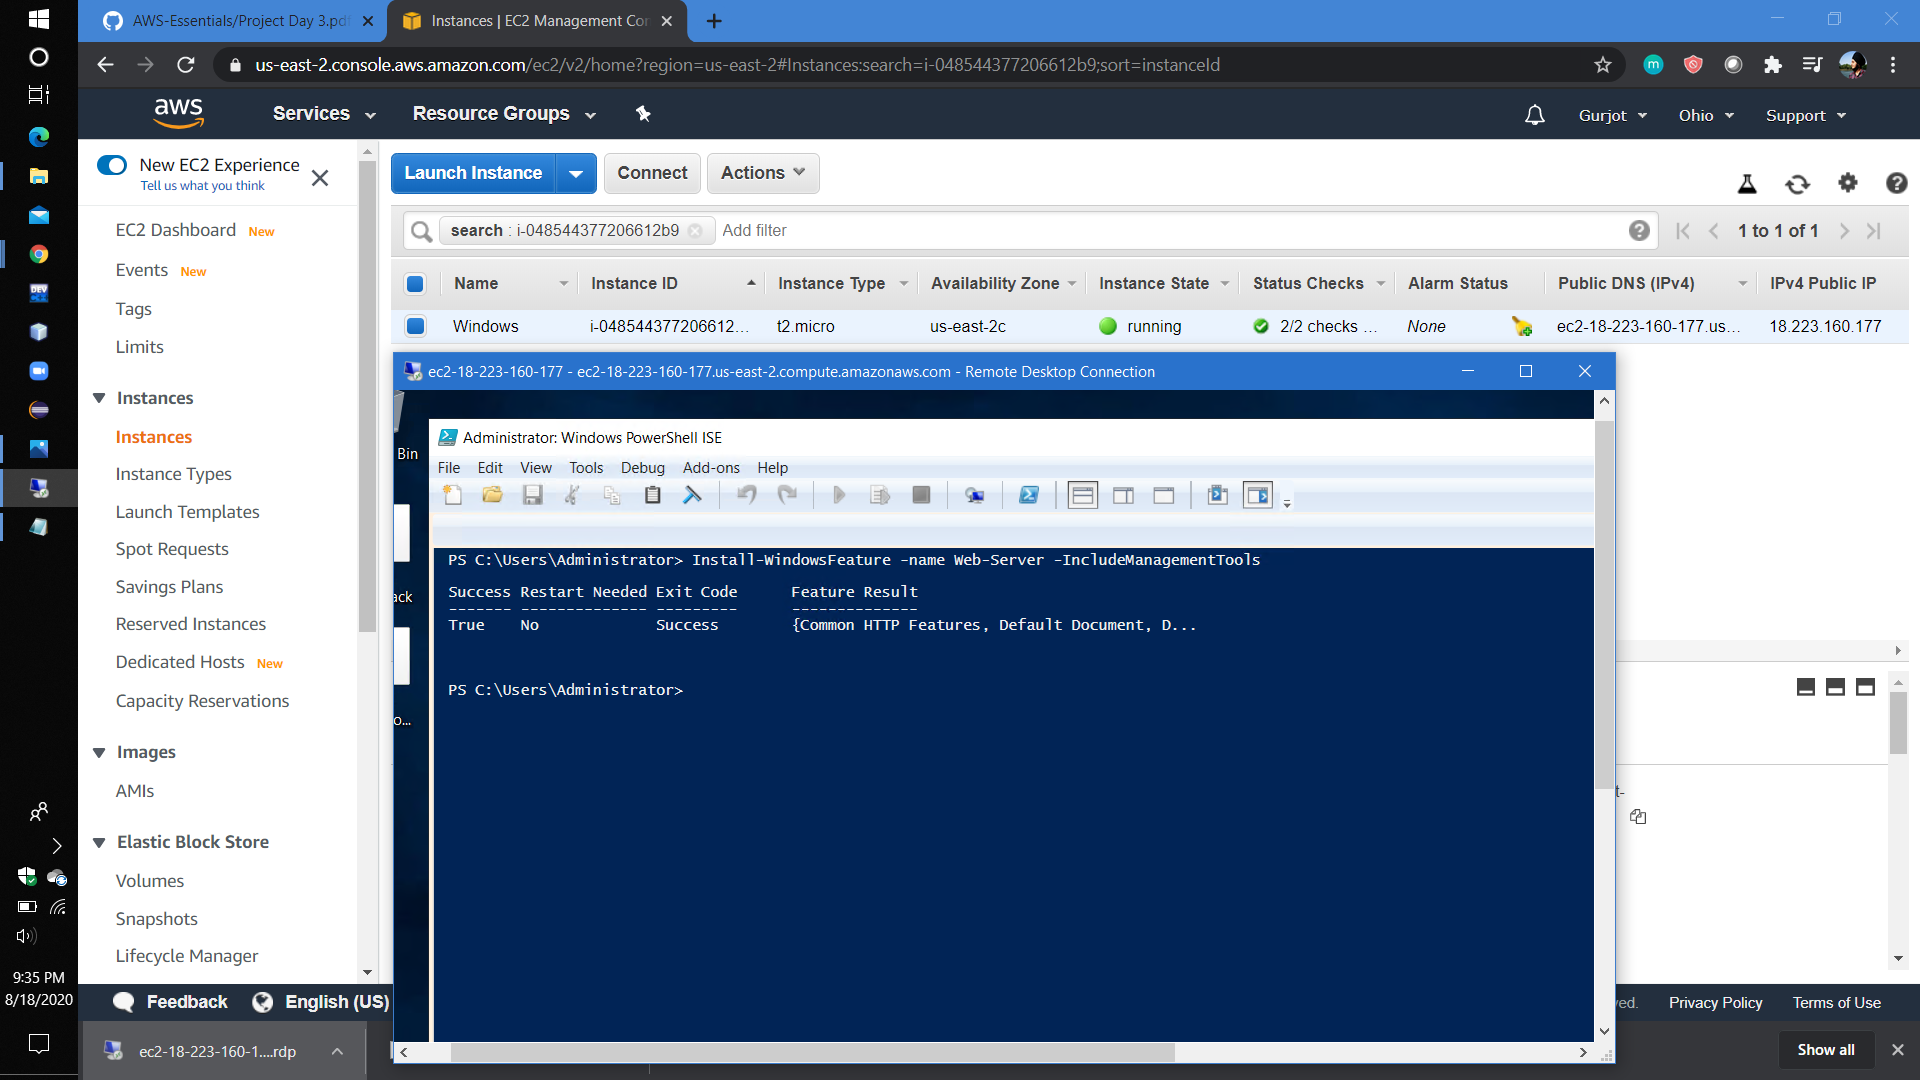 AWS-Essentials/Project Day 3.pdf
Instances | EC2 Management Con
us-east-2.console.aws.amazon.com/ec2/v2/home?region=us-east-2#Instances:search=i-048544377206612b9;sort=instanceId
aws
Services
Resource Groups
Gurjot
Ohio
Support
New EC2 Experience
Tell us what you think
EC2 Dashboard New
Events New
Tags
Limits
Instances
Instances
Instance Types
Launch Templates
Spot Requests
Savings Plans
Reserved Instances
Dedicated Hosts New
Capacity Reservations
Images
AMIs
Elastic Block Store
Volumes
Snapshots
Lifecycle Manager
Launch Instance
Connect
Actions
search : i-048544377206612b9
Add filter
1 to 1 of 1
Name Instance ID Instance Type Availability Zone Instance State Status Checks Alarm Status Public DNS (IPv4) IPv4 Public IP
Windows i-048544377206612... t2.micro us-east-2c running 2/2 checks ... None ec2-18-223-160-177.us... 18.223.160.177
ec2-18-223-160-177 - ec2-18-223-160-177.us-east-2.compute.amazonaws.com - Remote Desktop Connection
Bin
ack
o...
Administrator: Windows PowerShell ISE
File Edit View Tools Debug Add-ons Help
PS C:\Users\Administrator> Install-WindowsFeature -name Web-Server -IncludeManagementTools
Success Restart Needed Exit Code Feature Result
------- -------------- --------- --------------
True No Success {Common HTTP Features, Default Document, D...
PS C:\Users\Administrator>
t-
DEV
m
9:35 PM
8/18/2020
Feedback
English (US)
ved.
Privacy Policy
Terms of Use
ec2-18-223-160-1....rdp
Show all